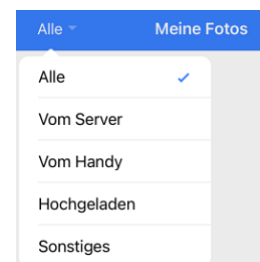 Alle Meine Fotos
Alle
Vom Server
Vom Handy
Hochgeladen
Sonstiges